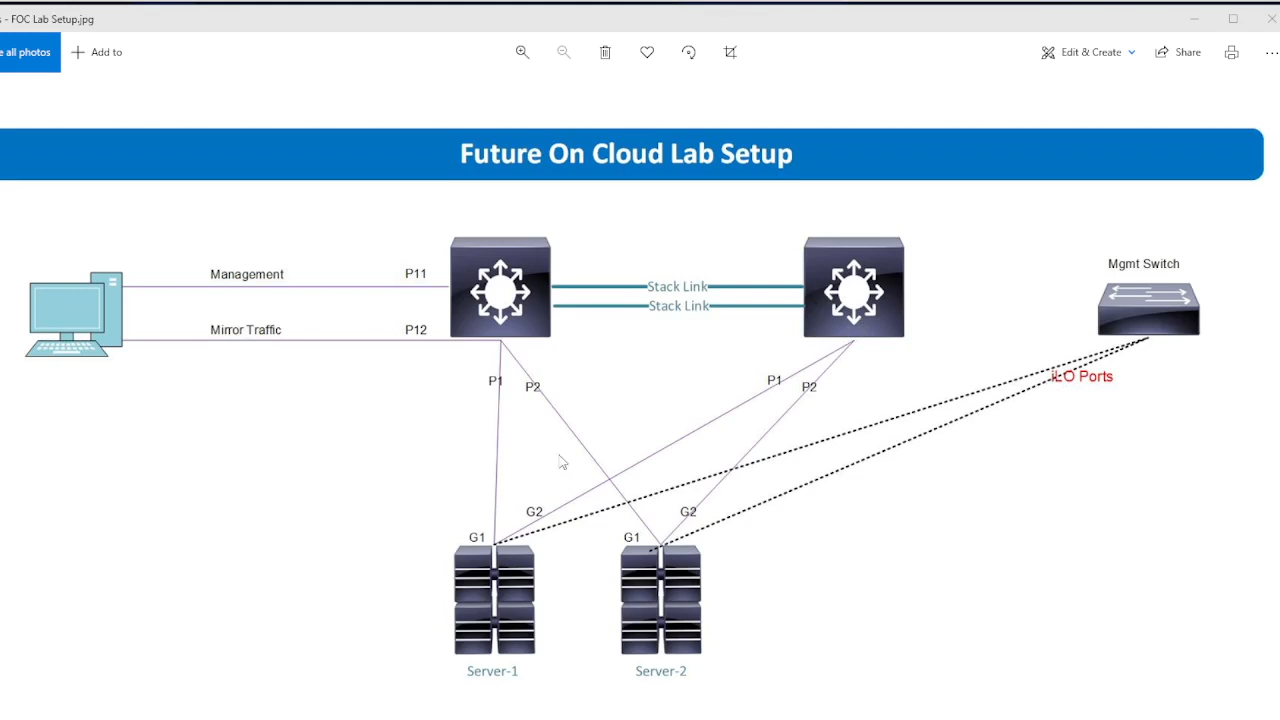 s - FOC Lab Setup.jpg
e all photos
Add to
Edit & Create
Share
Future On Cloud Lab Setup
Mgmt Switch
Management
P11
Stack Link
Stack Link
Mirror Traffic
P12
iLO Ports
P1
P2
P1
P2
G2
G2
G1
G1
Server-1
Server-2